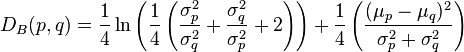 D_B(p,q) = \frac{1}{4} \ln \left( \frac{1}{4} \left( \frac{\sigma_p^2}{\sigma_q^2} + \frac{\sigma_q^2}{\sigma_p^2} + 2 \right) \right) + \frac{1}{4} \left( \frac{(\mu_p - \mu_q)^2}{\sigma_p^2 + \sigma_q^2} \right)